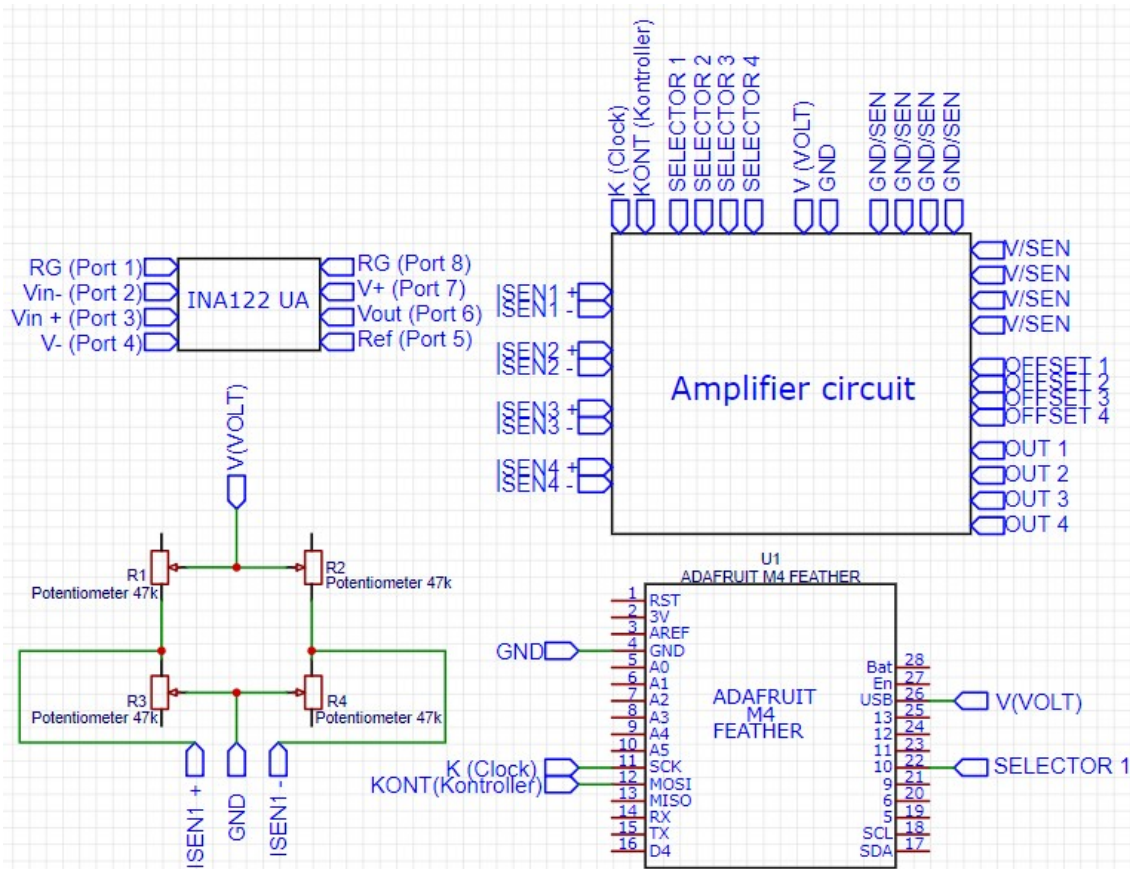 K (Clock)
KONT (Kontroller)
SELECTOR 1
SELECTOR 2
SELECTOR 3
SELECTOR 4
V (VOLT)
GND
GND/SEN
GND/SEN
GND/SEN
GND/SEN
RG (Port 1)
Vin- (Port 2)
Vin + (Port 3)
V- (Port 4)
INA122 UA
RG (Port 8)
V+ (Port 7)
Vout (Port 6)
Ref (Port 5)
ISEN1 +
ISEN1 -
ISEN2 +
ISEN2 -
ISEN3 +
ISEN3 -
ISEN4 +
ISEN4 -
Amplifier circuit
V/SEN
V/SEN
V/SEN
V/SEN
OFFSET 1
OFFSET 2
OFFSET 3
OFFSET 4
OUT 1
OUT 2
OUT 3
OUT 4
V(VOLT)
R1
Potentiometer 47k
R2
Potentiometer 47k
R3
Potentiometer 47k
R4
Potentiometer 47k
ISEN1 +
GND
ISEN1 -
U1
ADAFRUIT M4 FEATHER
1 RST
2 3V
3 AREF
GND 4 GND
5 A0
6 A1
7 A2
8 A3
9 A4
10 A5
K (Clock) 11 SCK
KONT(Kontroller) 12 MOSI
13 MISO
14 RX
15 TX
16 D4
ADAFRUIT
M4
FEATHER
Bat 28
En 27
USB 26 V(VOLT)
13 25
12 24
11 23
10 22 SELECTOR 1
9 21
6 20
5 19
SCL 18
SDA 17